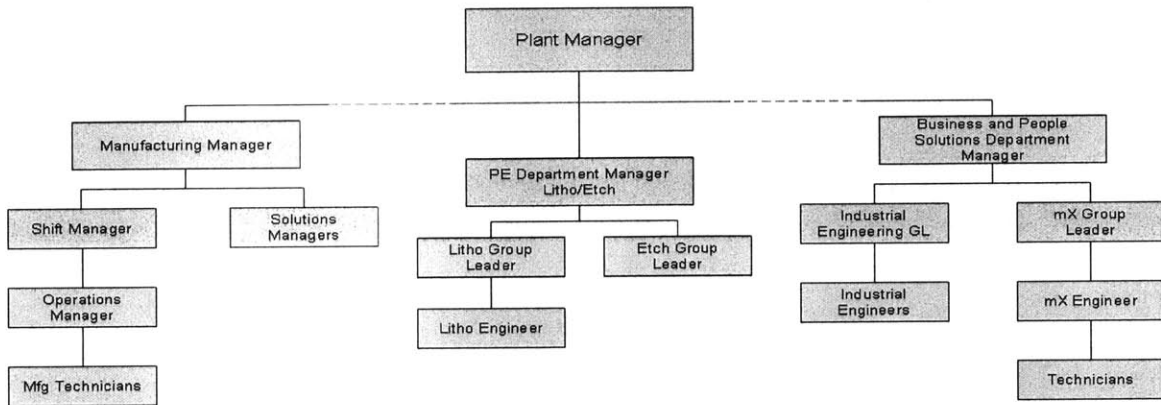 Plant Manager
Manufacturing Manager
Business and People
Solutions Department
Manager
PE Department Manager
Litho/Etch
Shift Manager
Solutions
Managers
Litho Group
Leader
Etch Group
Leader
Industrial
Engineering GL
mX Group
Leader
Operations
Manager
Litho Engineer
Industrial
Engineers
mX Engineer
Mfg Technicians
Technicians